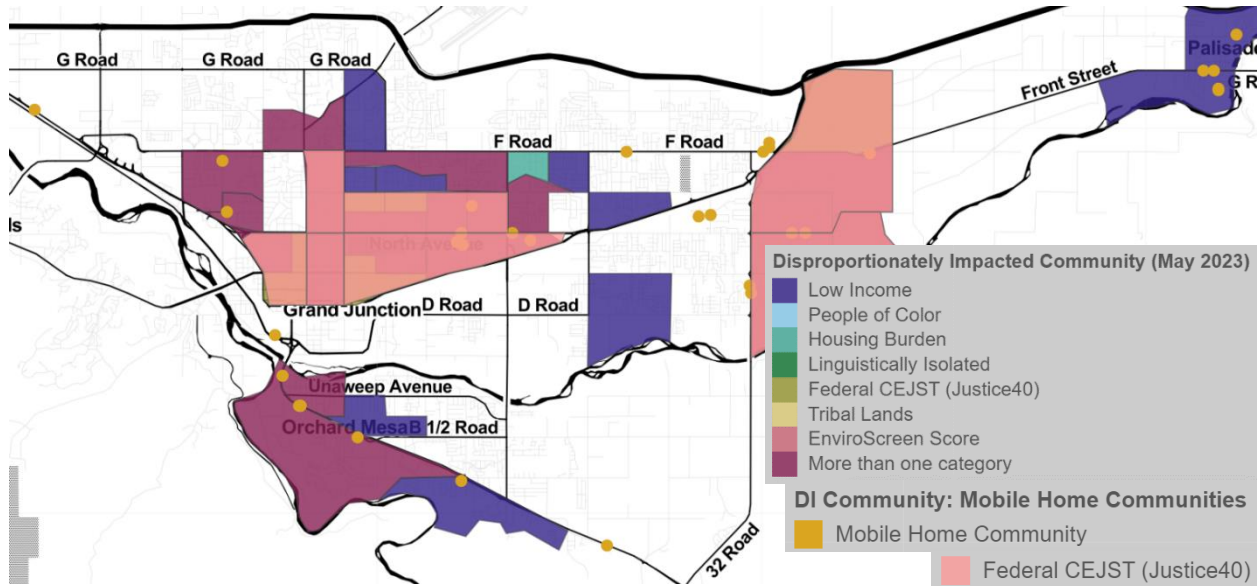 G Road
G Road
G Road
Palisade
G R
Front Street
F Road
F Road
ls
North Avenue
D Road
D Road
Grand Junction
Unaweep Avenue
Orchard Mesa
B 1/2 Road
32 Road
Disproportionately Impacted Community (May 2023)
Low Income
People of Color
Housing Burden
Linguistically Isolated
Federal CEJST (Justice40)
Tribal Lands
EnviroScreen Score
More than one category
DI Community: Mobile Home Communities
Mobile Home Community
Federal CEJST (Justice40)